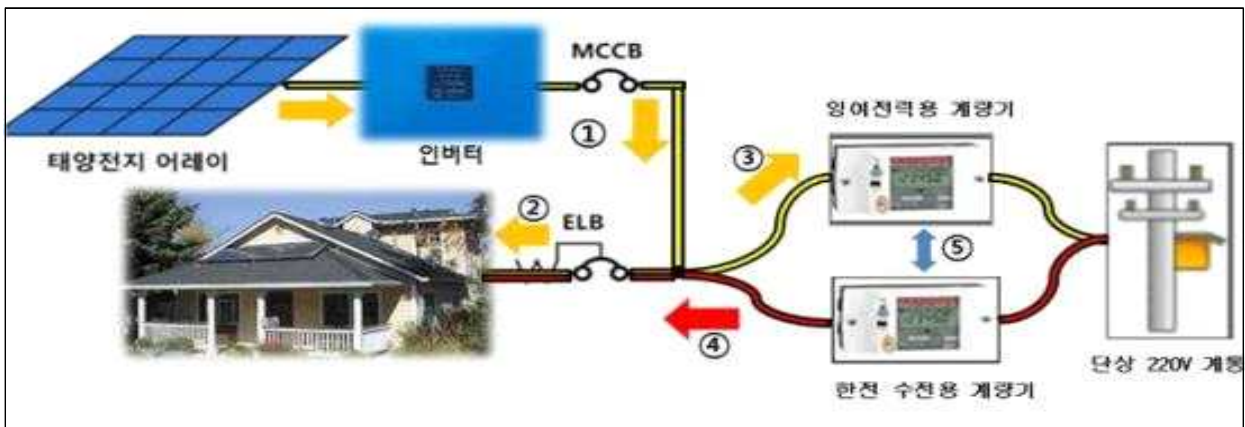 MCCB
①
태양전지 어레이
인버터
잉여전력용 계량기
③
②
ELB
⑤
④
한전 수전용 계량기
단상 220V 계통